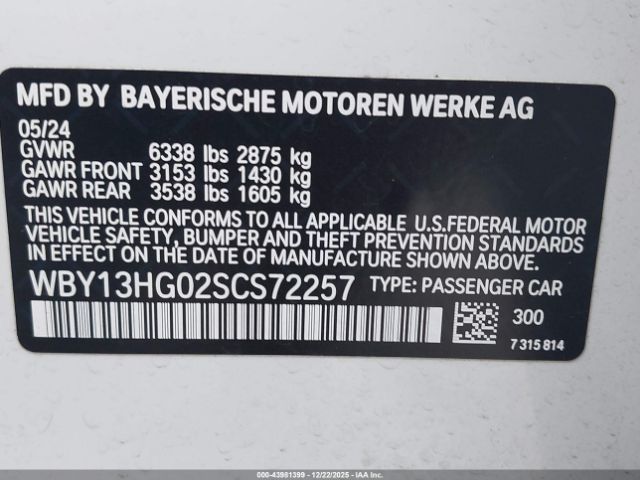 MFD BY BAYERISCHE MOTOREN WERKE AG
05/24
GVWR 6338 lbs 2875 kg
GAWR FRONT 3153 lbs 1430 kg
GAWR REAR 3538 lbs 1605 kg
THIS VEHICLE CONFORMS TO ALL APPLICABLE U.S.FEDERAL MOTOR
VEHICLE SAFETY, BUMPER AND THEFT PREVENTION STANDARDS
IN EFFECT ON THE DATE OF MANUFACTURE SHOWN ABOVE.
WBY13HG02SCS72257 TYPE: PASSENGER CAR
300
7 315 814
000-43981399 - 12/22/2025 - COPYRIGHT © IAA